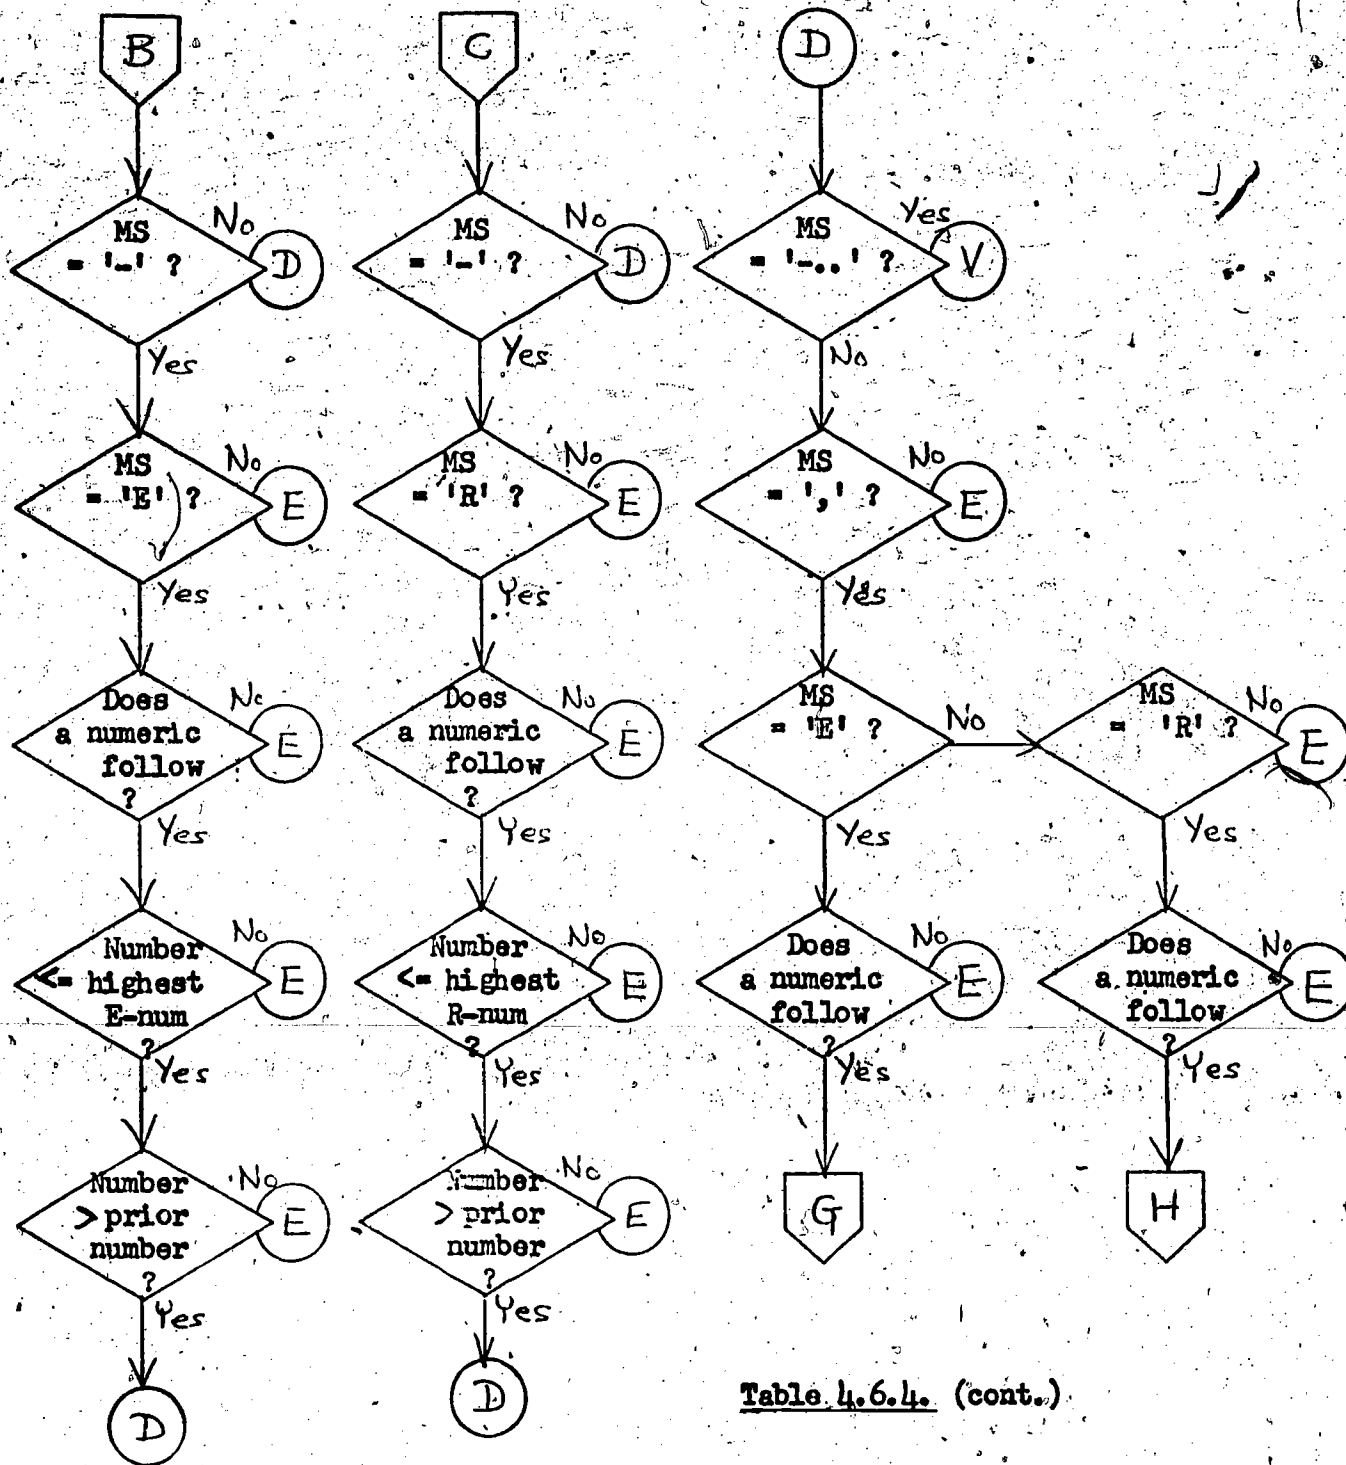 B
MS
= '-' ?
No
D
Yes
MS
= 'E' ?
No
E
Yes
Does
a numeric
follow
?
No
E
Yes
Number
<= highest
E-num
?
No
E
Yes
Number
> prior
number
?
No
E
Yes
D
C
MS
= '-' ?
No
D
Yes
MS
= 'R' ?
No
E
Yes
Does
a numeric
follow
?
No
E
Yes
Number
<= highest
R-num
?
No
E
Yes
Number
> prior
number
?
No
E
Yes
D
D
MS
= '-..' ?
Yes
V
No
MS
= ',' ?
No
E
Yes
MS
= 'E' ?
No
Yes
Does
a numeric
follow
?
No
E
Yes
G
MS
= 'R' ?
No
E
Yes
Does
a numeric
follow
?
No
E
Yes
H
Table 4.6.4. (cont.)